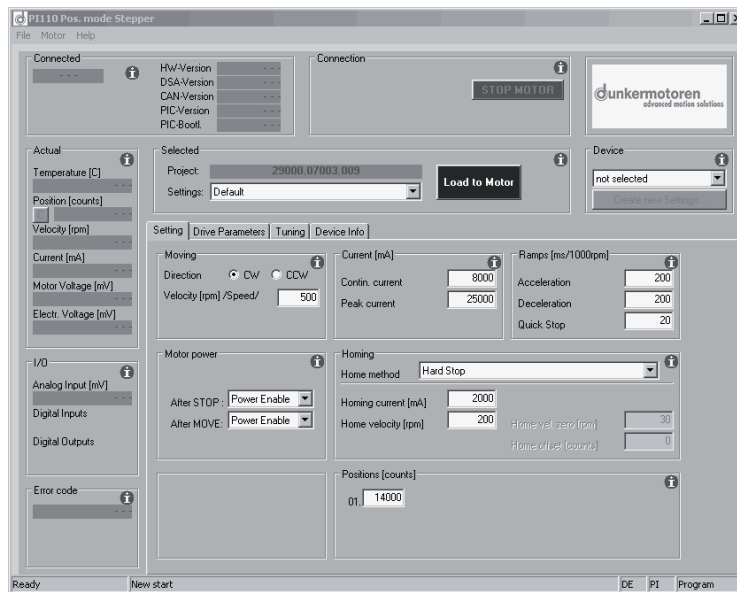 PI110 Pos. mode Stepper
File Motor Help
Connected
- - -
HW-Version - - -
DSA-Version - - -
CAN-Version - - -
PIC-Version - - -
PIC-Bootl. - - -
Connection
STOP MOTOR
dunkermotoren
advanced motion solutions
Actual
Temperature [C]
- - -
Position [counts]
C - - -
Velocity [rpm]
- - -
Current [mA]
- - -
Motor Voltage [mV]
- - -
Electr. Voltage [mV]
- - -
Selected
Project: 29000.07003.009
Settings: Default
Load to Motor
Device
not selected
Create new Settings...
Setting Drive Parameters Tuning Device Info
Moving
Direction CW CCW
Velocity [rpm] /Speed/ 500
Current [mA]
Contin. current 8000
Peak current 25000
Ramps [ms/1000rpm]
Acceleration 200
Deceleration 200
Quick Stop 20
I/O
Analog Input [mV]
- - -
Digital Inputs
Digital Outputs
Motor power
After STOP : Power Enable
After MOVE: Power Enable
Homing
Home method Hard Stop
Homing current [mA] 2000
Home velocity [rpm] 200
Home vel. zero [rpm] 30
Home offset [counts] 0
Error code
- - -
Positions [counts]
01. 14000
Ready New start DE PI Program